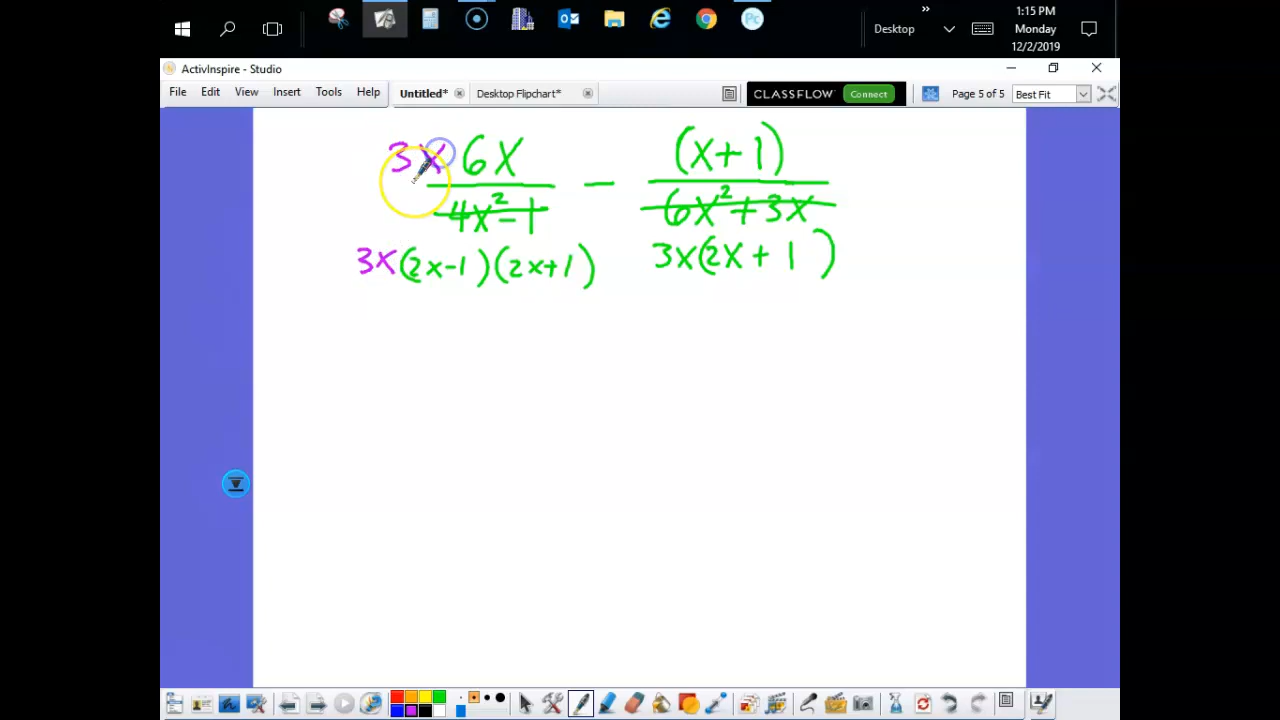 1:15 PM
Desktop
Monday
12/2/2019
ActivInspire - Studio
File Edit View Insert Tools Help Untitled* Desktop Flipchart* CLASSFLOW Connect Page 5 of 5 Best Fit
3x 6x - (x+1)
4x²-1 6x²+3x
3x(2x-1)(2x+1) 3x(2x+1)